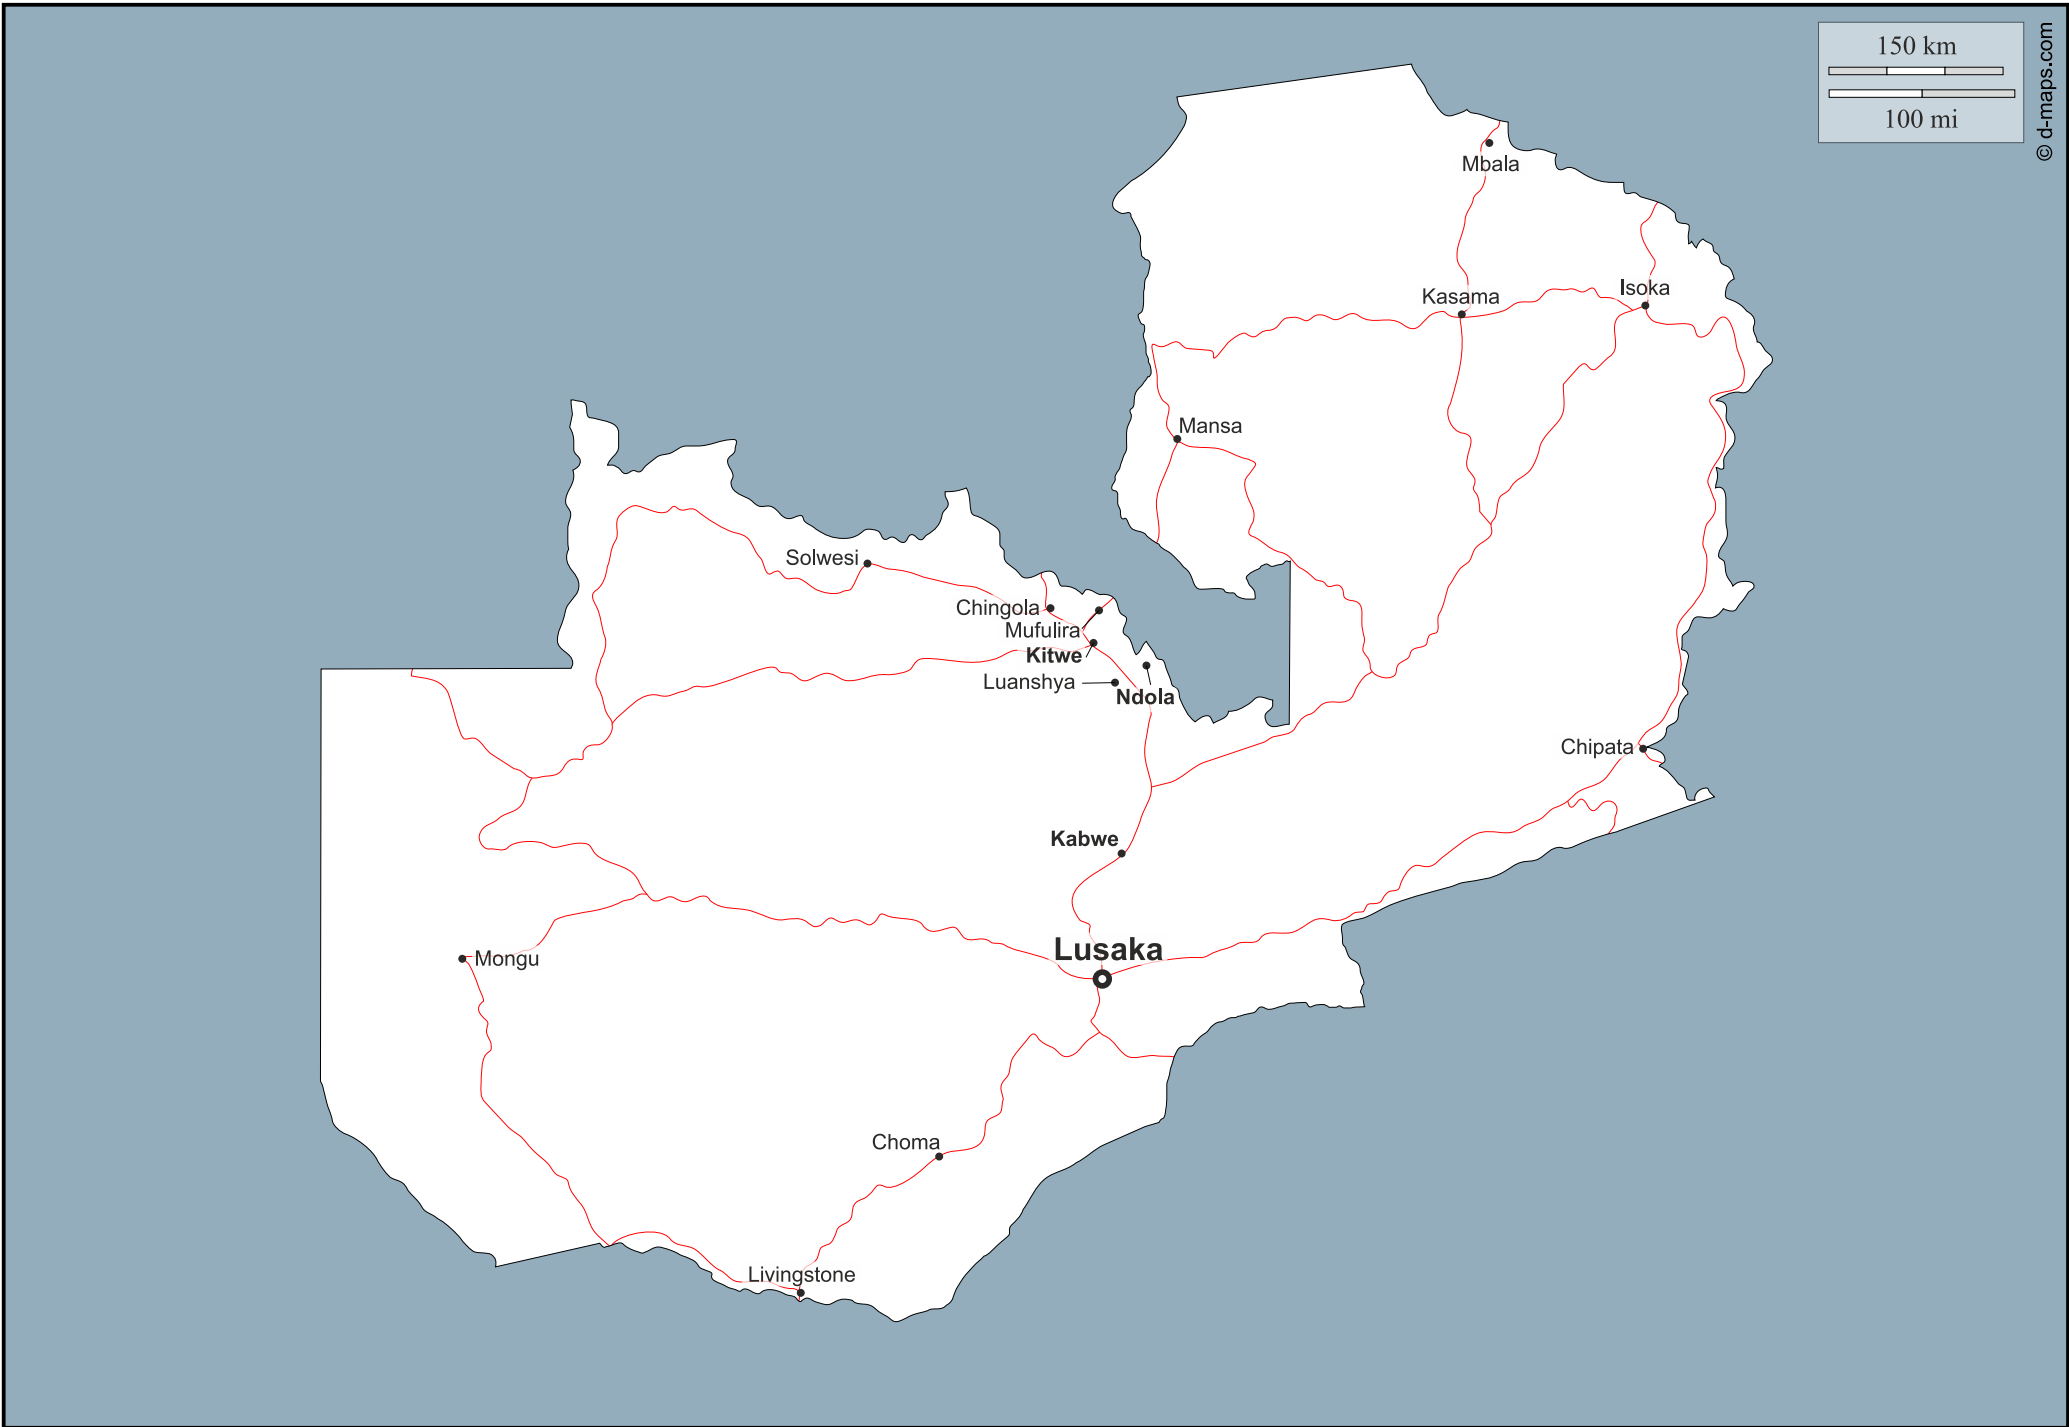 150 km
100 mi
© d-maps.com
Mbala
Isoka
Kasama
Mansa
Solwesi
Chingola
Mufulira
Kitwe
Luanshya
Ndola
Chipata
Kabwe
Lusaka
Mongu
Choma
Livingstone